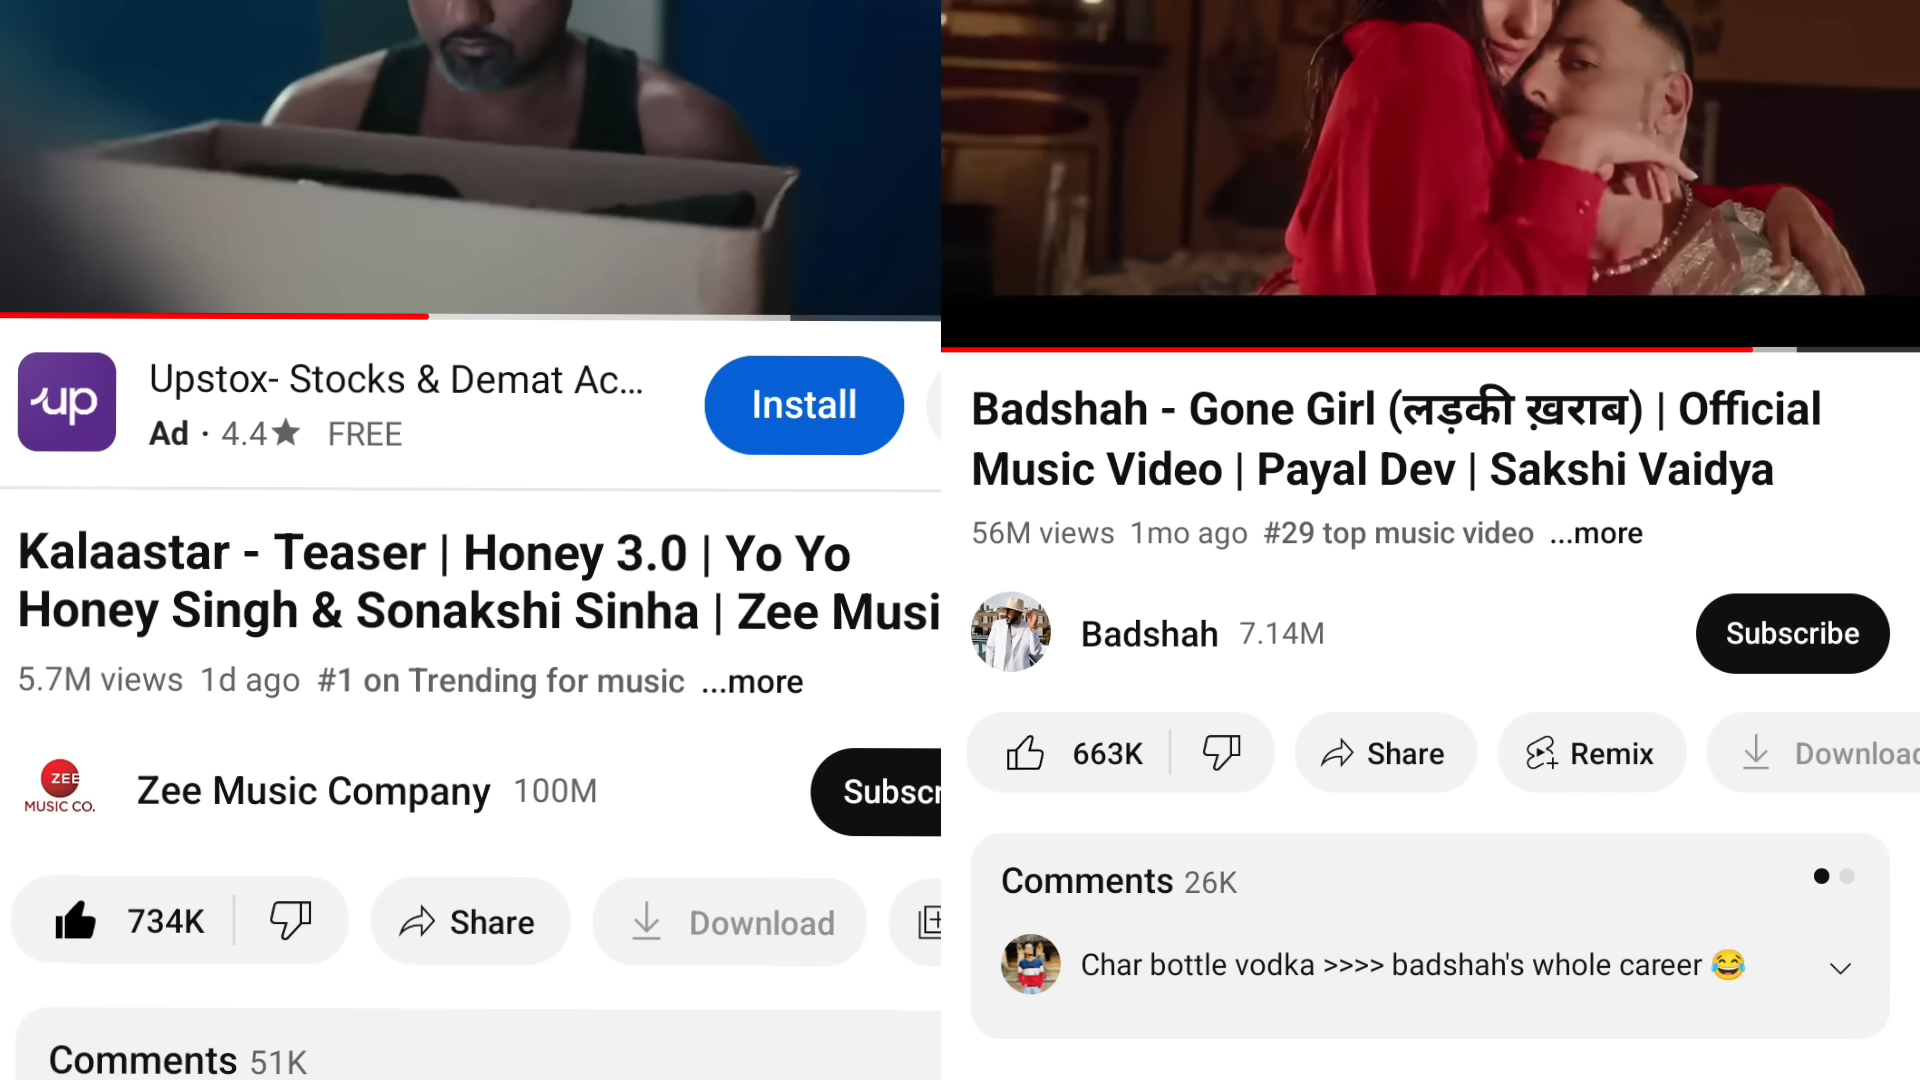 up
Upstox- Stocks & Demat Ac...
Install
Ad · 4.4★ FREE
Kalaastar - Teaser | Honey 3.0 | Yo Yo
Honey Singh & Sonakshi Sinha | Zee Musi
5.7M views 1d ago #1 on Trending for music ...more
ZEE
MUSIC CO.
Zee Music Company 100M
Subscr
734K
Share
Download
Comments 51K
Badshah - Gone Girl (लड़की ख़राब) | Official
Music Video | Payal Dev | Sakshi Vaidya
56M views 1mo ago #29 top music video ...more
Badshah 7.14M
Subscribe
663K
Share
Remix
Download
Comments 26K
Char bottle vodka >>>> badshah's whole career 😂